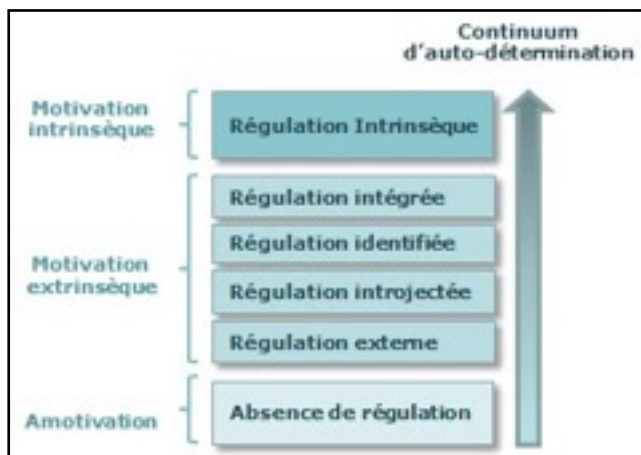 Continuum
d'auto-détermination
Motivation
intrinsèque
Régulation Intrinsèque
Régulation intégrée
Régulation identifiée
Motivation
extrinsèque
Régulation introjectée
Régulation externe
Amotivation
Absence de régulation